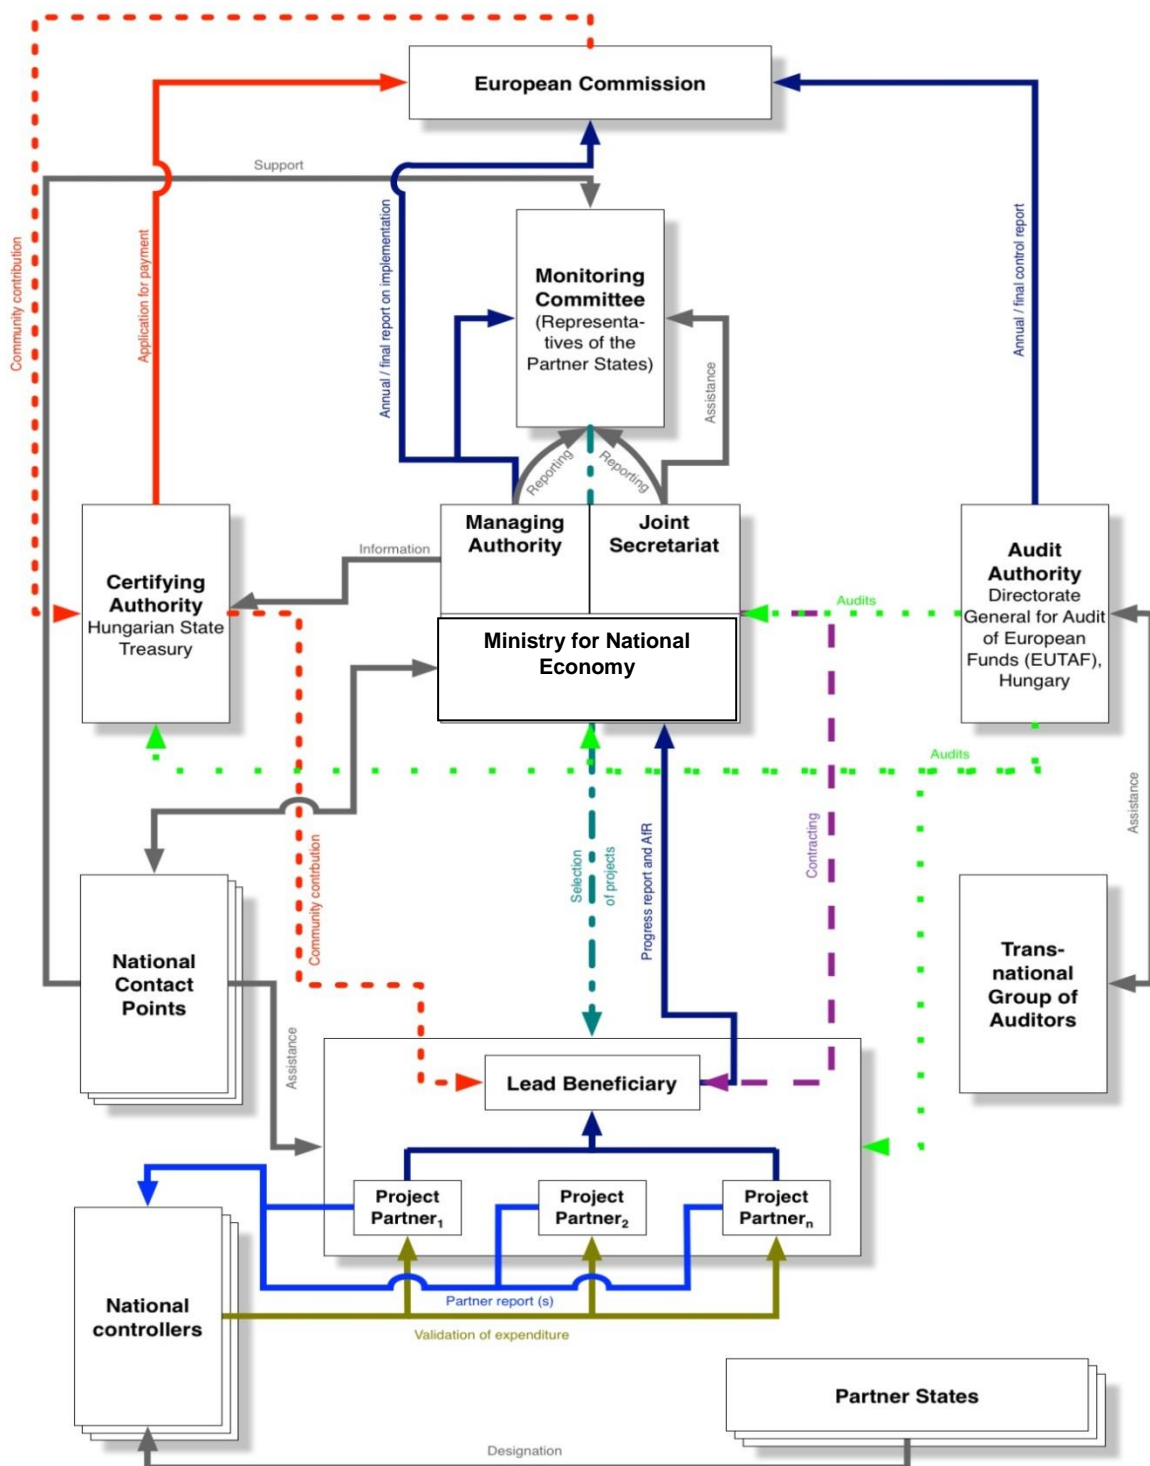 European Commission
Support
Community contribution
Application for payment
Annual / final report on implementation
Monitoring
Committee
(Representa-
tives of the
Partner States)
Assistance
Annual / final control report
Reporting
Reporting
Managing
Authority
Joint
Secretariat
Information
Certifying
Authority
Hungarian State
Treasury
Ministry for National
Economy
Audits
Audit
Authority
Directorate
General for Audit
of European
Funds (EUTAF),
Hungary
Audits
Assistance
Community contrbution
Selection
of projects
Progress report and AfR
Contracting
National
Contact
Points
Assistance
Trans-
national
Group of
Auditors
Lead Beneficiary
Project
Partner1
Project
Partner2
Project
Partnern
National
controllers
Partner report (s)
Validation of expenditure
Partner States
Designation